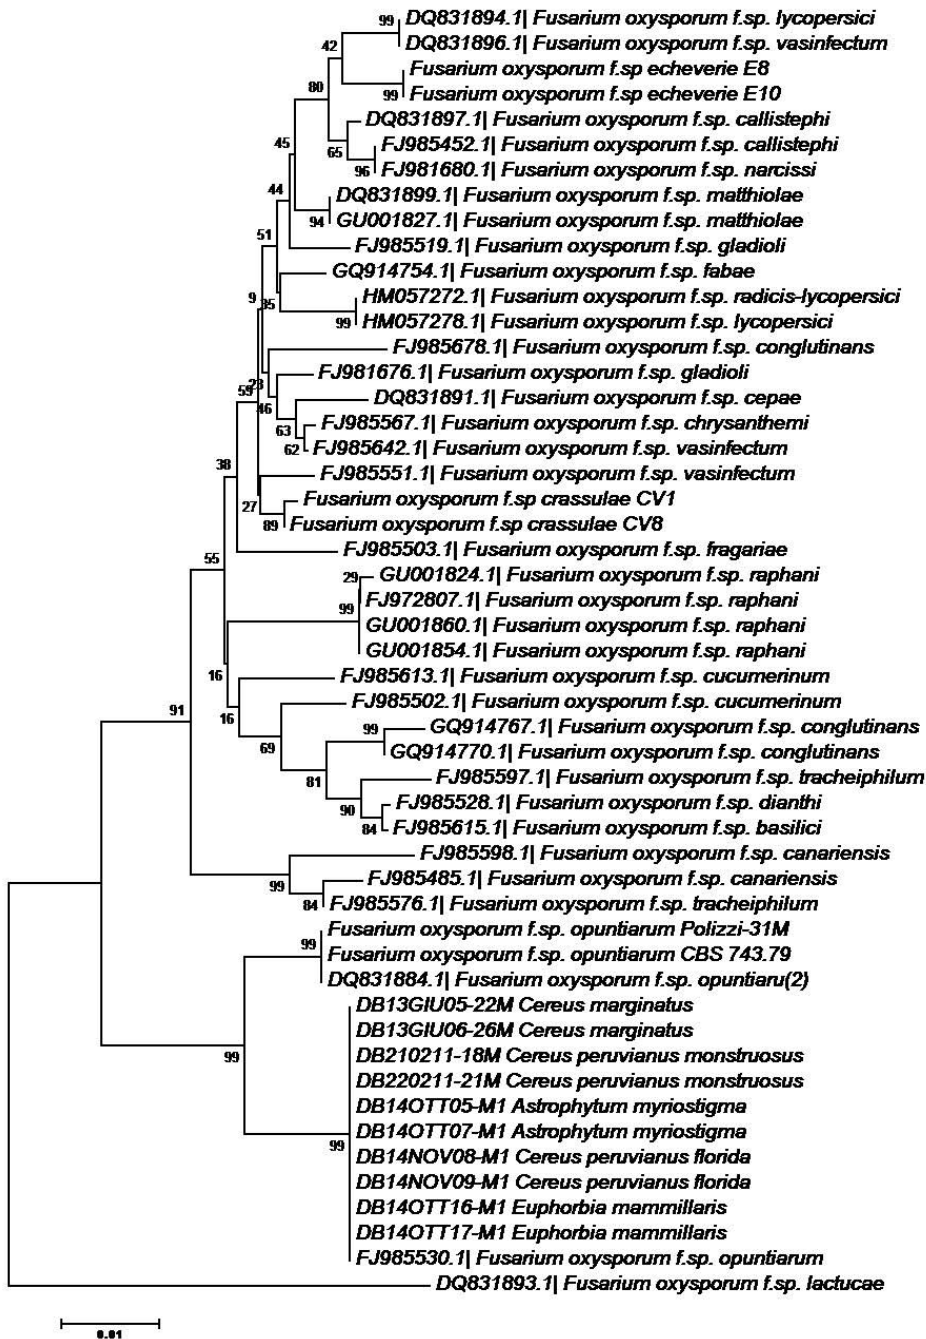 99 DQ831894.1| Fusarium oxysporum f.sp. lycopersici
DQ831896.1| Fusarium oxysporum f.sp. vasinfectum
42
Fusarium oxysporum f.sp echeverie E8
99 Fusarium oxysporum f.sp echeverie E10
80
DQ831897.1| Fusarium oxysporum f.sp. callistephi
65 FJ985452.1| Fusarium oxysporum f.sp. callistephi
96 FJ981680.1| Fusarium oxysporum f.sp. narcissi
45
DQ831899.1| Fusarium oxysporum f.sp. matthiolae
94 GU001827.1| Fusarium oxysporum f.sp. matthiolae
44
FJ985519.1| Fusarium oxysporum f.sp. gladioli
51
GQ914754.1| Fusarium oxysporum f.sp. fabae
9 35 HM057272.1| Fusarium oxysporum f.sp. radicis-lycopersici
99 HM057278.1| Fusarium oxysporum f.sp. lycopersici
FJ985678.1| Fusarium oxysporum f.sp. conglutinans
23 FJ981676.1| Fusarium oxysporum f.sp. gladioli
59 46 DQ831891.1| Fusarium oxysporum f.sp. cepae
63 FJ985567.1| Fusarium oxysporum f.sp. chrysanthemi
62 FJ985642.1| Fusarium oxysporum f.sp. vasinfectum
38 FJ985551.1| Fusarium oxysporum f.sp. vasinfectum
27 Fusarium oxysporum f.sp crassulae CV1
89 Fusarium oxysporum f.sp crassulae CV8
55 FJ985503.1| Fusarium oxysporum f.sp. fragariae
29 GU001824.1| Fusarium oxysporum f.sp. raphani
99 FJ972807.1| Fusarium oxysporum f.sp. raphani
GU001860.1| Fusarium oxysporum f.sp. raphani
GU001854.1| Fusarium oxysporum f.sp. raphani
16 FJ985613.1| Fusarium oxysporum f.sp. cucumerinum
91 16 FJ985502.1| Fusarium oxysporum f.sp. cucumerinum
99 GQ914767.1| Fusarium oxysporum f.sp. conglutinans
69 GQ914770.1| Fusarium oxysporum f.sp. conglutinans
81 FJ985597.1| Fusarium oxysporum f.sp. tracheiphilum
90 FJ985528.1| Fusarium oxysporum f.sp. dianthi
84 FJ985615.1| Fusarium oxysporum f.sp. basilici
FJ985598.1| Fusarium oxysporum f.sp. canariensis
99 FJ985485.1| Fusarium oxysporum f.sp. canariensis
84 FJ985576.1| Fusarium oxysporum f.sp. tracheiphilum
Fusarium oxysporum f.sp. opuntiarum Polizzi-31M
99 Fusarium oxysporum f.sp. opuntiarum CBS 743.79
DQ831884.1| Fusarium oxysporum f.sp. opuntiaru(2)
DB13GIU05-22M Cereus marginatus
DB13GIU06-26M Cereus marginatus
99 DB210211-18M Cereus peruvianus monstruosus
DB220211-21M Cereus peruvianus monstruosus
DB14OTT05-M1 Astrophytum myriostigma
DB14OTT07-M1 Astrophytum myriostigma
99 DB14NOV08-M1 Cereus peruvianus florida
DB14NOV09-M1 Cereus peruvianus florida
DB14OTT16-M1 Euphorbia mammillaris
DB14OTT17-M1 Euphorbia mammillaris
FJ985530.1| Fusarium oxysporum f.sp. opuntiarum
DQ831893.1| Fusarium oxysporum f.sp. lactucae
0.01